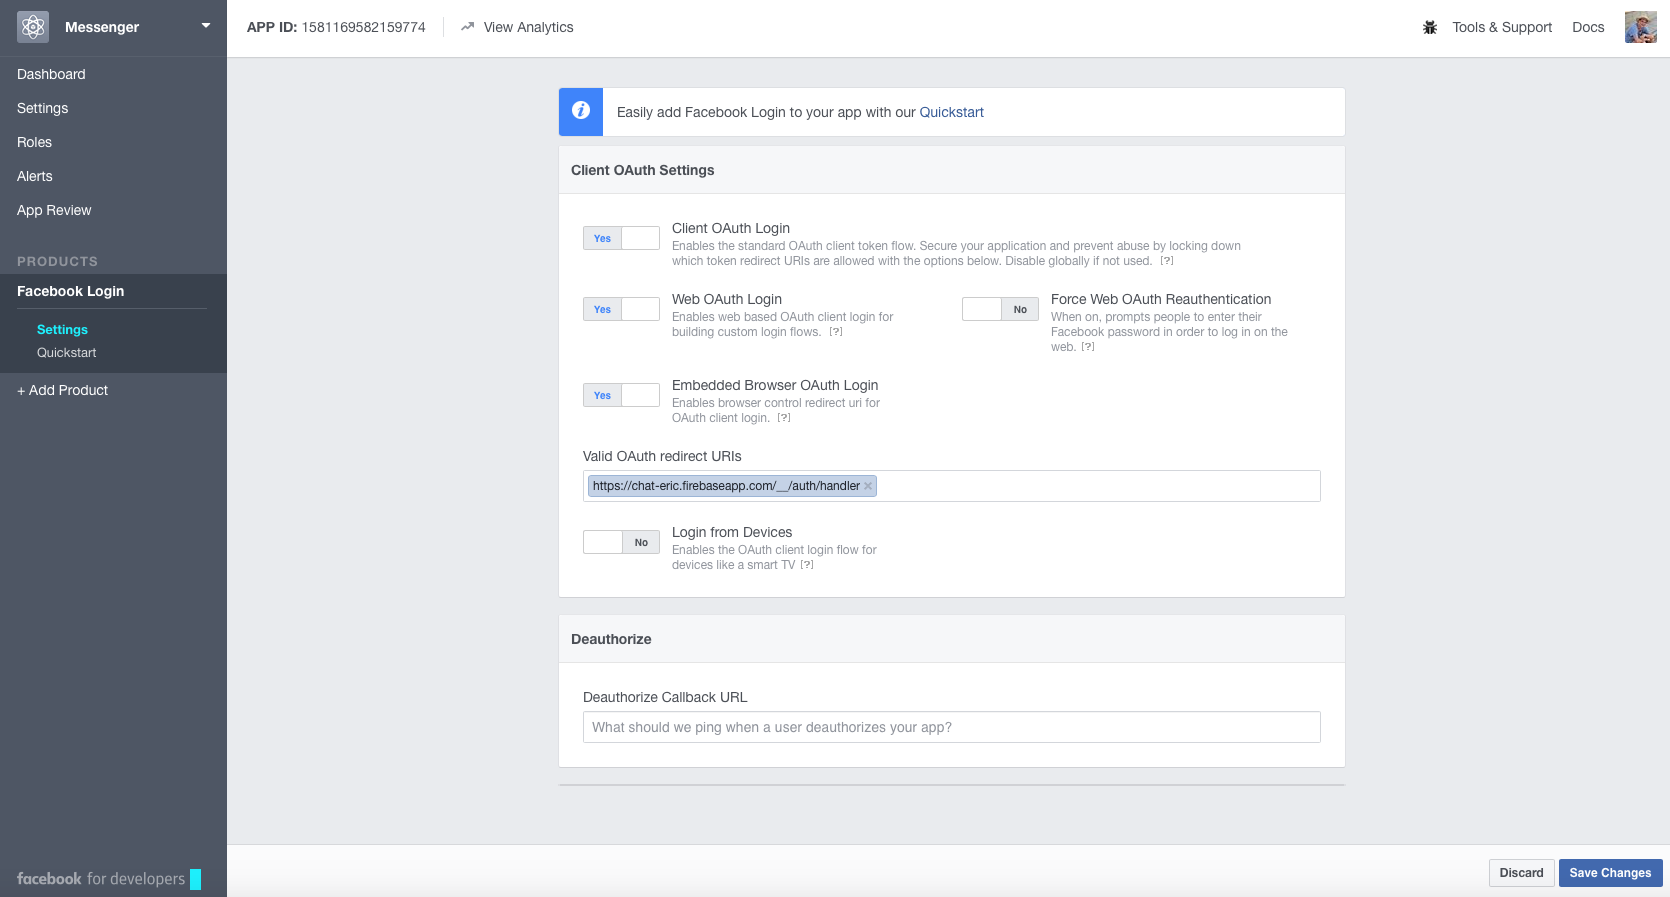 Messenger
APP ID: 1581169582159774
View Analytics
Tools & Support
Docs
Dashboard
Settings
Roles
Alerts
App Review
PRODUCTS
Facebook Login
Settings
Quickstart
+ Add Product
facebook for developers
Easily add Facebook Login to your app with our Quickstart
Client OAuth Settings
Yes
Client OAuth Login
Enables the standard OAuth client token flow. Secure your application and prevent abuse by locking down
which token redirect URIs are allowed with the options below. Disable globally if not used. [?]
Yes
Web OAuth Login
Enables web based OAuth client login for
building custom login flows. [?]
No
Force Web OAuth Reauthentication
When on, prompts people to enter their
Facebook password in order to log in on the
web. [?]
Yes
Embedded Browser OAuth Login
Enables browser control redirect uri for
OAuth client login. [?]
Valid OAuth redirect URIs
https://chat-eric.firebaseapp.com/__/auth/handler ×
No
Login from Devices
Enables the OAuth client login flow for
devices like a smart TV [?]
Deauthorize
Deauthorize Callback URL
What should we ping when a user deauthorizes your app?
Discard
Save Changes